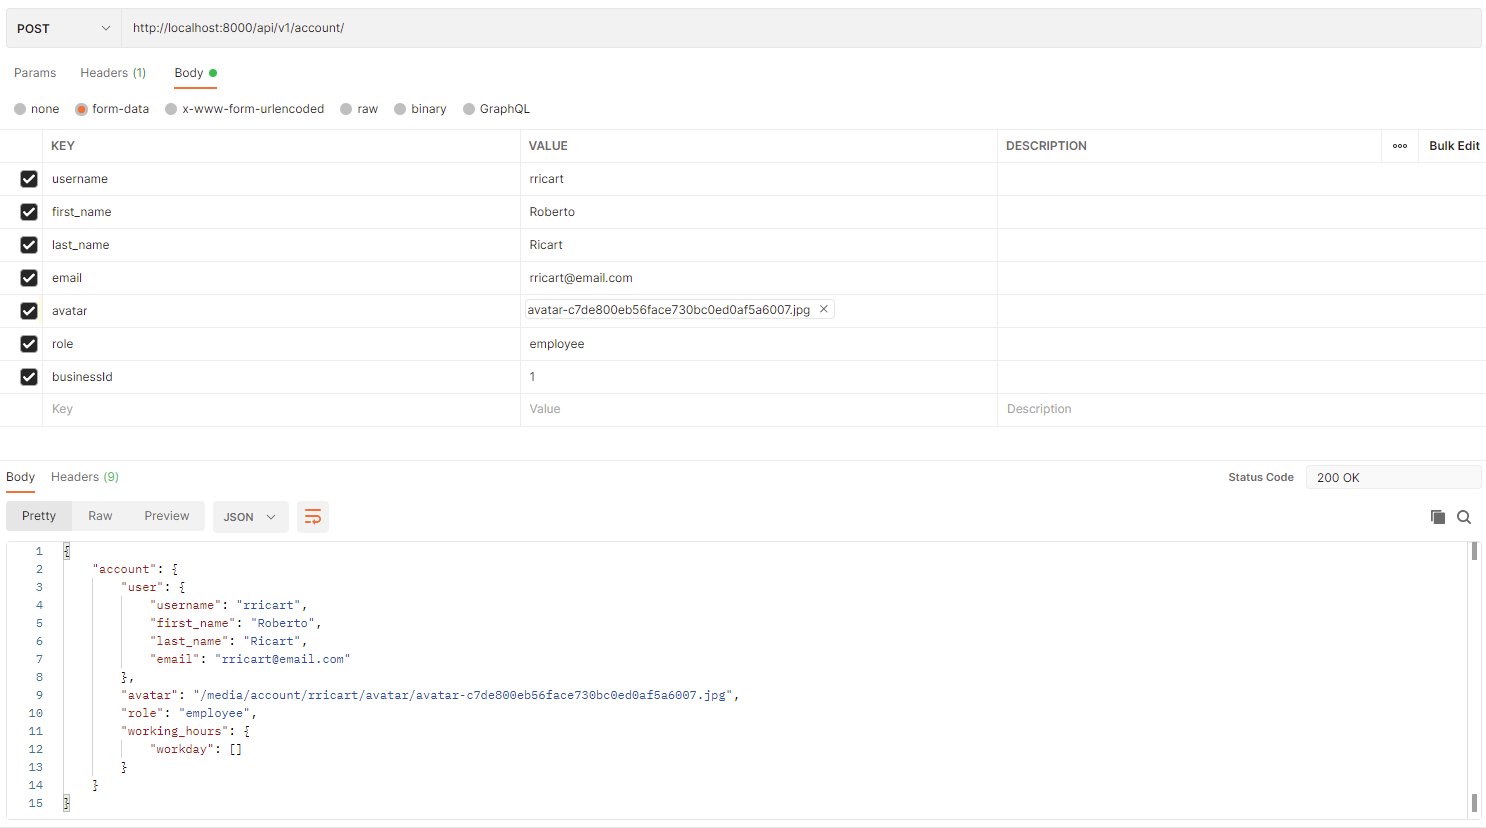 POST http://localhost:8000/api/v1/account/
Params Headers (1) Body
none form-data x-www-form-urlencoded raw binary GraphQL
KEY VALUE DESCRIPTION ooo Bulk Edit
username rricart
first_name Roberto
last_name Ricart
email rricart@email.com
avatar avatar-c7de800eb56face730bc0ed0af5a6007.jpg ×
role employee
businessId 1
Key Value Description
Body Headers (9) Status Code 200 OK
Pretty Raw Preview JSON
1 {
2 "account": {
3 "user": {
4 "username": "rricart",
5 "first_name": "Roberto",
6 "last_name": "Ricart",
7 "email": "rricart@email.com"
8 },
9 "avatar": "/media/account/rricart/avatar/avatar-c7de800eb56face730bc0ed0af5a6007.jpg",
10 "role": "employee",
11 "working_hours": {
12 "workday": []
13 }
14 }
15 }